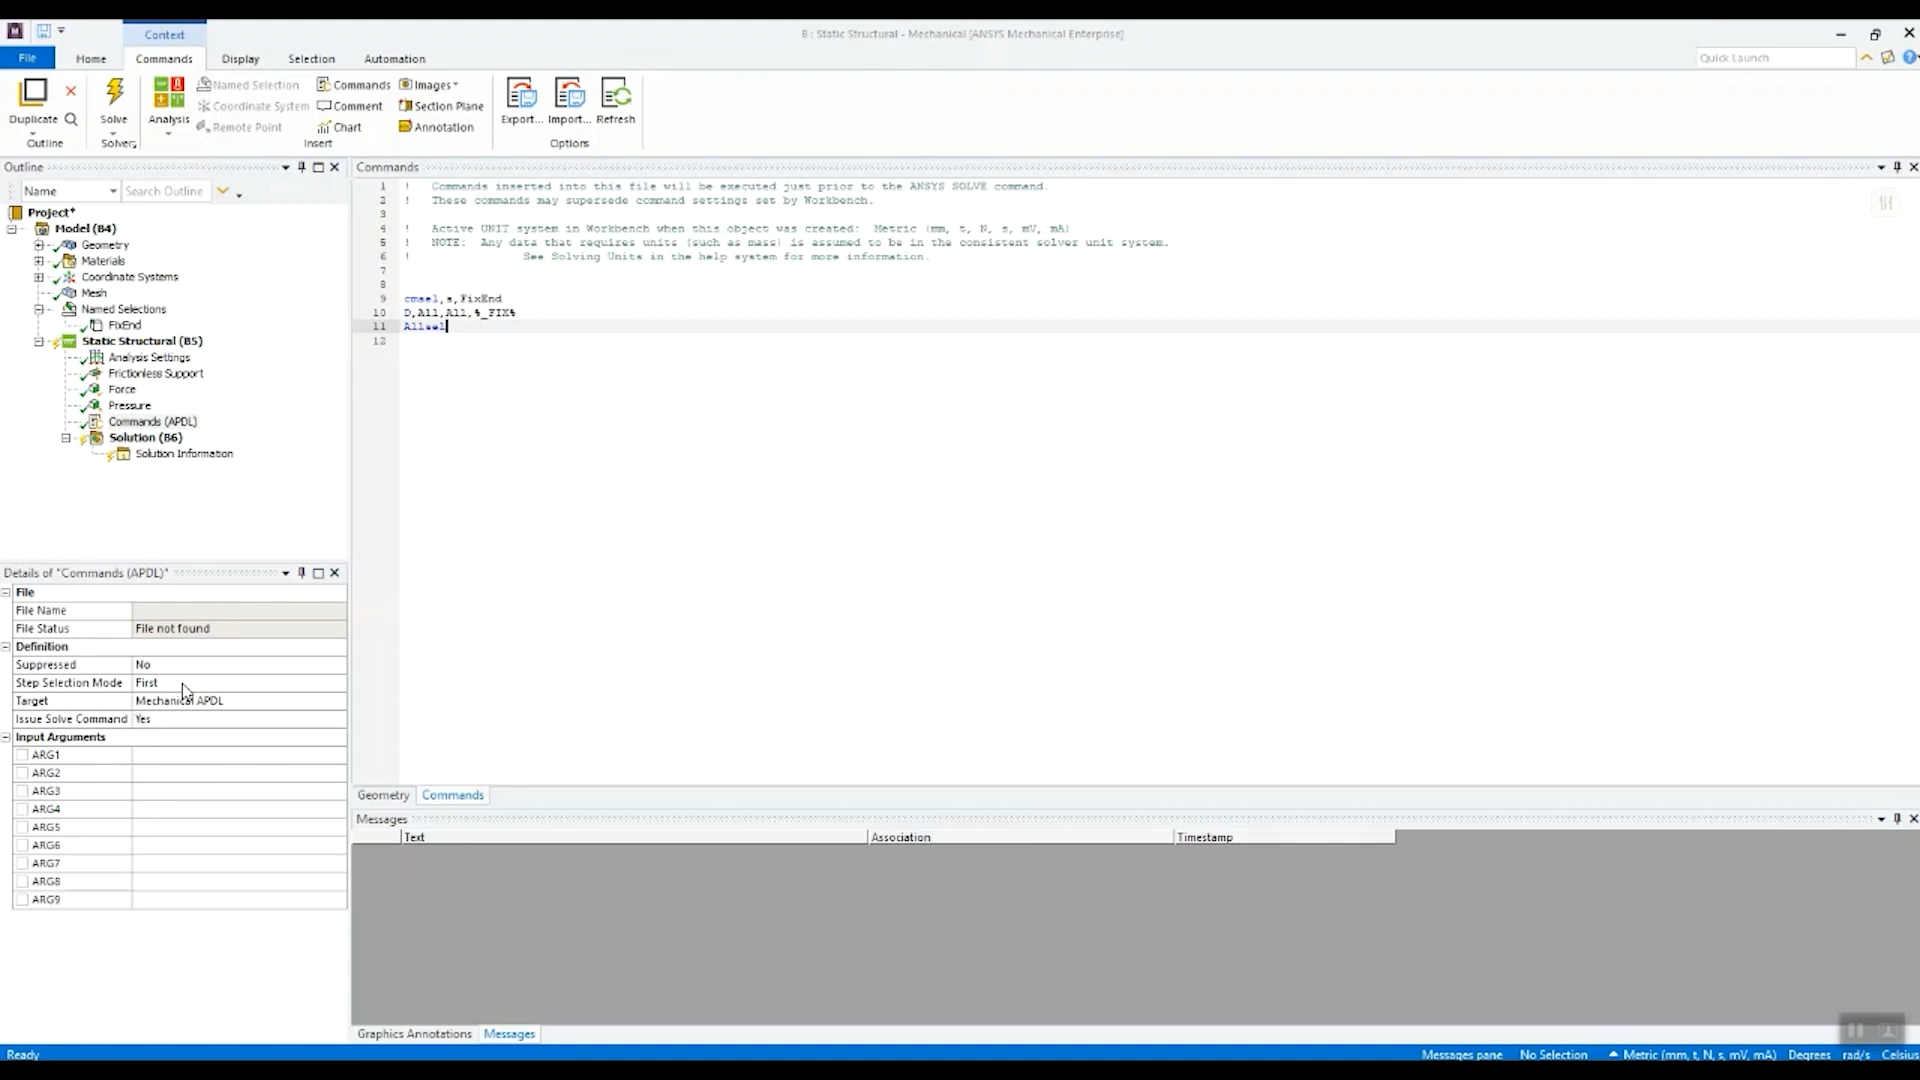 Context
B : Static Structural - Mechanical [ANSYS Mechanical Enterprise]
File
Home
Commands
Display
Selection
Automation
Quick Launch
Duplicate
Outline
Solve
Solver
Analysis
Named Selection
Coordinate System
Remote Point
Commands
Comment
Chart
Images
Section Plane
Annotation
Insert
Export...
Import...
Refresh
Options
Outline
Name
Search Outline
Project*
Model (B4)
Geometry
Materials
Coordinate Systems
Mesh
Named Selections
FixEnd
Static Structural (B5)
Analysis Settings
Frictionless Support
Force
Pressure
Commands (APDL)
Solution (B6)
Solution Information
Details of "Commands (APDL)"
File
File Name
File Status File not found
Definition
Suppressed No
Step Selection Mode First
Target Mechanical APDL
Issue Solve Command Yes
Input Arguments
ARG1
ARG2
ARG3
ARG4
ARG5
ARG6
ARG7
ARG8
ARG9
Commands
1 ! Commands inserted into this file will be executed just prior to the ANSYS SOLVE command.
2 ! These commands may supersede command settings set by Workbench.
3
4 ! Active UNIT system in Workbench when this object was created: Metric (mm, t, N, s, mV, mA)
5 ! NOTE: Any data that requires units (such as mass) is assumed to be in the consistent solver unit system.
6 ! See Solving Units in the help system for more information.
7
8
9 cmsel,s,FixEnd
10 D,All,All,%_FIX%
11 Allsel
12
Geometry
Commands
Messages
Text
Association
Timestamp
Graphics Annotations
Messages
Ready
Messages pane
No Selection
Metric (mm, t, N, s, mV, mA)
Degrees
rad/s
Celsius